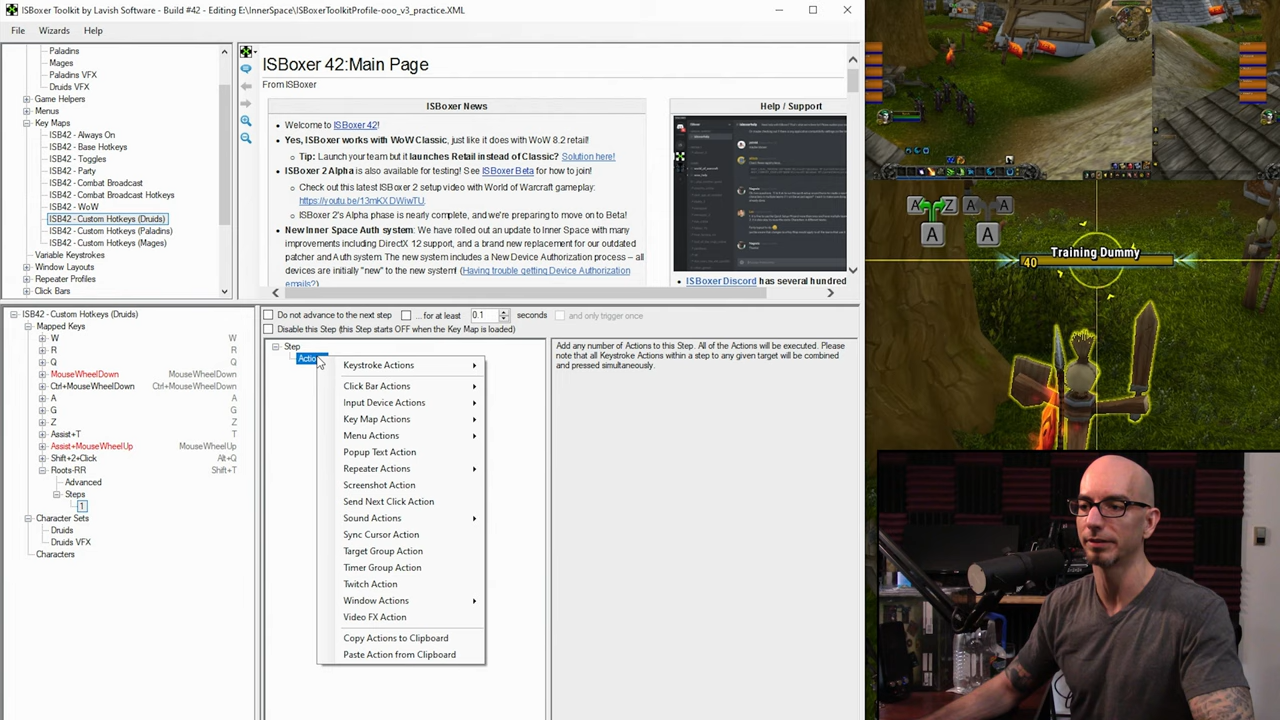 ISBoxer Toolkit by Lavish Software - Build #42 - Editing E:\InnerSpace\ISBoxerToolkitProfile-ooo_v3_practice.XML
File Wizards Help
Paladins
Mages
Paladins VFX
Druids VFX
Game Helpers
Menus
Key Maps
ISB42 - Always On
ISB42 - Base Hotkeys
ISB42 - Toggles
ISB42 - Party
ISB42 - Combat Broadcast
ISB42 - Combat Broadcast Hotkeys
ISB42 - WoW
ISB42 - Custom Hotkeys (Druids)
ISB42 - Custom Hotkeys (Paladins)
ISB42 - Custom Hotkeys (Mages)
Variable Keystrokes
Window Layouts
Repeater Profiles
Click Bars
ISBoxer 42:Main Page
From ISBoxer
ISBoxer News
Welcome to ISBoxer 42!
Yes, ISBoxer works with WoW Classic, just like it does with WoW 8.2 retail!
Tip: Launch your team but it launches Retail instead of Classic? Solution here!
ISBoxer 2 Alpha is also available for testing! See ISBoxer Beta for how to join!
Check out this latest ISBoxer 2 setup video with World of Warcraft gameplay:
https://youtu.be/13mKX DWiwTU.
ISBoxer 2's Alpha phase is nearly complete, and we're preparing to move on to Beta!
New Inner Space Auth system: We have rolled out an update to Inner Space with many
improvements including DirectX 12 support, and a brand new replacement for our outdated
patcher and Auth system. The new system includes a New Device Authorization process – all
devices are initially "new" to the new system! (Having trouble getting Device Authorization
emails?)
Help / Support
ISBoxer Discord has several hundred
ISB42 - Custom Hotkeys (Druids)
Mapped Keys
W W
R R
Q Q
MouseWheelDown MouseWheelDown
Ctrl+MouseWheelDown Ctrl+MouseWheelDown
A A
G G
Z Z
Assist+T T
Assist+MouseWheelUp MouseWheelUp
Shift+2+Click Alt+Q
Roots-RR Shift+T
Advanced
Steps
1
Character Sets
Druids
Druids VFX
Characters
Do not advance to the next step ... for at least 0.1 seconds and only trigger once
Disable this Step (this Step starts OFF when the Key Map is loaded)
Step
Actio
Keystroke Actions
Click Bar Actions
Input Device Actions
Key Map Actions
Menu Actions
Popup Text Action
Repeater Actions
Screenshot Action
Send Next Click Action
Sound Actions
Sync Cursor Action
Target Group Action
Timer Group Action
Twitch Action
Window Actions
Video FX Action
Copy Actions to Clipboard
Paste Action from Clipboard
Add any number of Actions to this Step. All of the Actions will be executed. Please
note that all Keystroke Actions within a step to any given target will be combined
and pressed simultaneously.
A Z A A
A A
Training Dummy
40